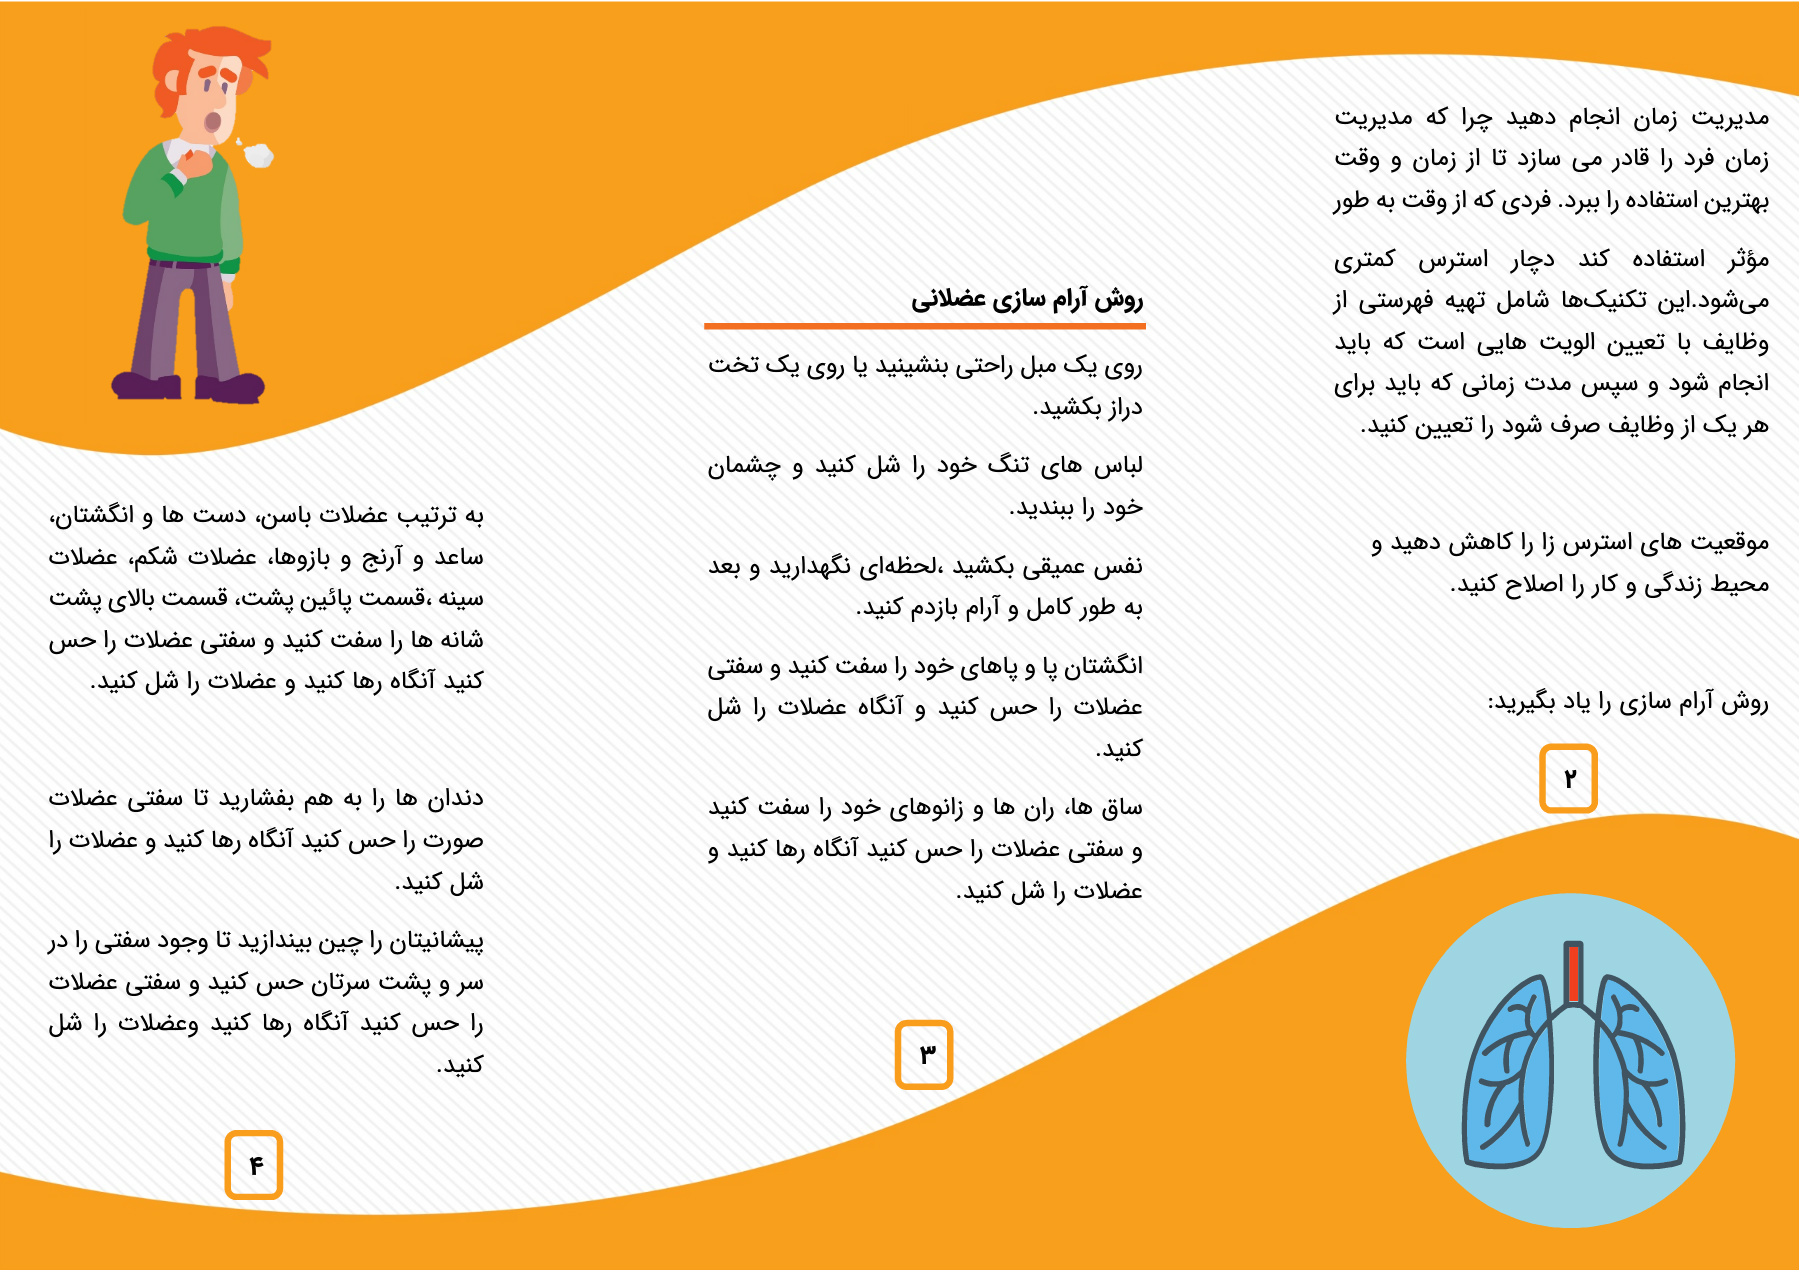 مدیریت زمان انجام دهید چرا که مدیریت
زمان فرد را قادر می سازد تا از زمان و وقت
بهترین استفاده را ببرد. فردی که از وقت به طور
مؤثر استفاده کند دچار استرس کمتری
می‌شود.این تکنیک‌ها شامل تهیه فهرستی از
وظایف با تعیین الویت هایی است که باید
انجام شود و سپس مدت زمانی که باید برای
هر یک از وظایف صرف شود را تعیین کنید.
موقعیت های استرس زا را کاهش دهید و
محیط زندگی و کار را اصلاح کنید.
روش آرام سازی را یاد بگیرید:
۲
روش آرام سازی عضلانی
روی یک مبل راحتی بنشینید یا روی یک تخت
دراز بکشید.
لباس های تنگ خود را شل کنید و چشمان
خود را ببندید.
نفس عمیقی بکشید ،لحظه‌ای نگهدارید و بعد
به طور کامل و آرام بازدم کنید.
انگشتان پا و پاهای خود را سفت کنید و سفتی
عضلات را حس کنید و آنگاه عضلات را شل
کنید.
ساق ها، ران ها و زانوهای خود را سفت کنید
و سفتی عضلات را حس کنید آنگاه رها کنید و
عضلات را شل کنید.
۳
به ترتیب عضلات باسن، دست ها و انگشتان،
ساعد و آرنج و بازوها، عضلات شکم، عضلات
سینه ،قسمت پائین پشت، قسمت بالای پشت
شانه ها را سفت کنید و سفتی عضلات را حس
کنید آنگاه رها کنید و عضلات را شل کنید.
دندان ها را به هم بفشارید تا سفتی عضلات
صورت را حس کنید آنگاه رها کنید و عضلات را
شل کنید.
پیشانیتان را چین بیندازید تا وجود سفتی را در
سر و پشت سرتان حس کنید و سفتی عضلات
را حس کنید آنگاه رها کنید وعضلات را شل
کنید.
۴